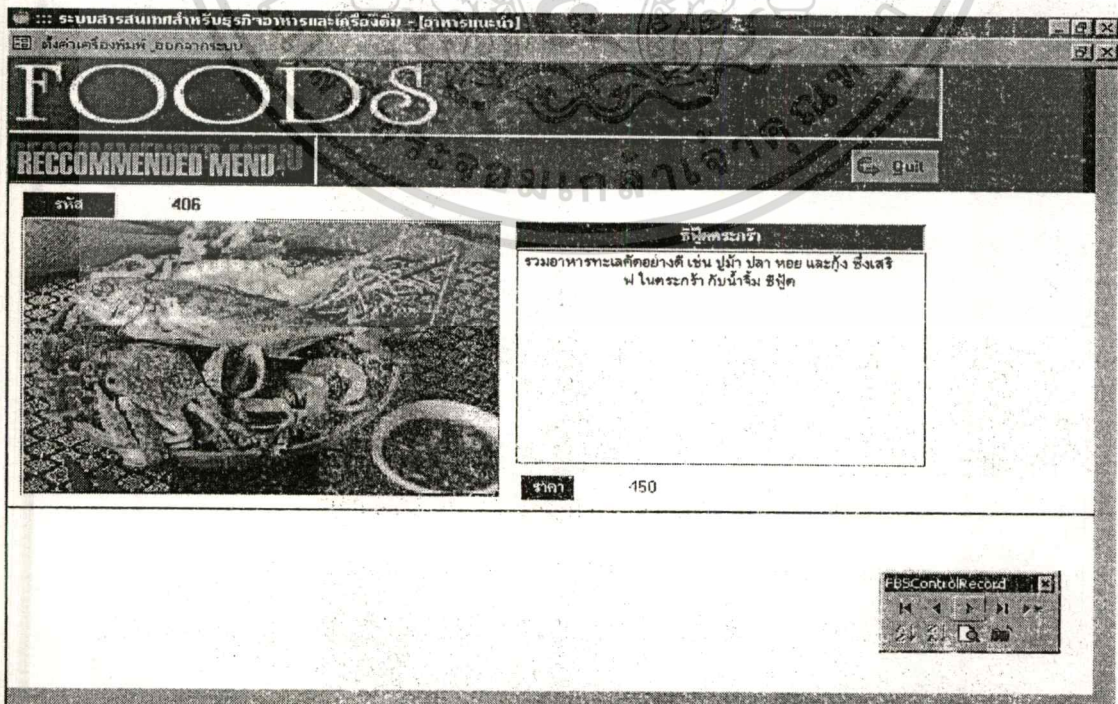 ::: ระบบสารสนเทศสำหรับธุรกิจอาหารและเครื่องดื่ม - [อาหารแนะนำ]
ตั้งค่าเครื่องพิมพ์ ออกจากระบบ
FOODS
RECCOMMENDED MENU
Quit
รหัส 406
ซีฟู๊ดตระกร้า
รวมอาหารทะเลคัดอย่างดี เช่น ปูม้า ปลา หอย และกุ้ง ซึ่งเสริ
ฟ ในตระกร้า กับน้ำจิ้ม ซีฟู๊ด
ราคา 150
FBSControlRecord